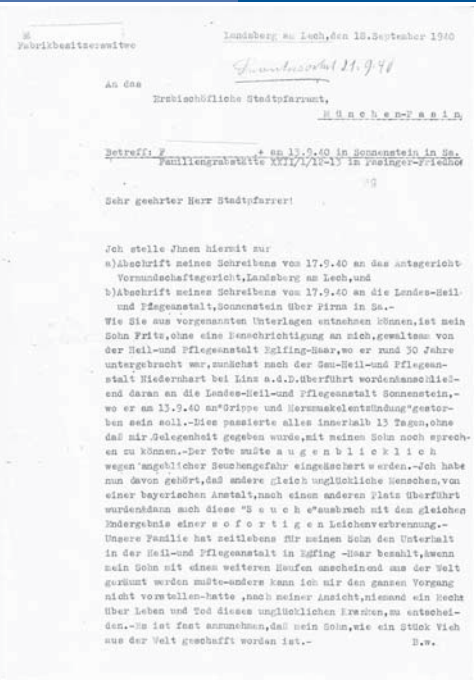 M
Fabrikbesitzerswitwe
Landsberg am Lech,den 18.September 1940
21.9.40
An das
Erzbischöfliche Stadtpfarramt,
München-Pasin
Betreff: F + an 13.9.40 in Sonnenstein in Sa.
Familiengrabstätte XXII/1/12-13 im Pasinger-Friedhof
Sehr geehrter Herr Stadtpfarrer!
Jch stelle Jhnen hiermit zur
a)Abschrift meines Schreibens vom 17.9.40 an das Amtsgericht-
Vormundschaftsgericht,Landsberg am Lech,und
b)Abschrift meines Schreibens vom 17.9.40 an die Landes-Heil-
und Pflegeanstalt,Sonnenstein über Pirna in Sa.-
Wie Sie aus vorgenannten Unterlagen entnehmen können,ist mein
Sohn Fritz,ohne eine Benachrichtigung an mich,gewaltsam von
der Heil-und Pflegeanstalt Eglfing-Haar,wo er rund 30 Jahre
untergebracht war,zunächst nach der Gau-Heil-und Pflegean-
stalt Niedernhart bei Linz a.d.D.überführt worden&anschließ-
end daran an die Landes-Heil-und Pflegeanstalt Sonnenstein,-
wo er am 13.9.40 an"Grippe und Herzmuskelentzündung"gestor-
ben sein soll.-Dies passierte alles innerhalb 13 Tagen,ohne
daß mir Gelegenheit gegeben wurde,mit meinem Sohn noch sprech-
en zu können.-Der Tote mußte a u g e n b l i c k l i c h
wegen angeblicher Seuchengefahr eingeäschert werden.-Jch habe
nun davon gehört,daß andere gleich unglückliche Menschen,von
einer bayerischen Anstalt,nach einen anderen Platz überführt
wurden&dann auch diese "S e u c h e"ausbrach mit dem gleichen
Endergebnis einer s o f o r t i g e n Leichenverbrennung.-
Unsere Familie hat zeitlebens für meinen Sohn den Unterhalt
in der Heil-und Pflegeanstalt in Egfing -Haar bezahlt,&wenn
mein Sohn mit einem weiteren Haufen anscheinend aus der Welt
geräumt werden mußte-anders kann ich mir den ganzen Vorgang
nicht vorstellen-hatte ,nach meiner Ansicht,niemand ein Recht
über Leben und Tod dieses unglücklichen Kranken,zu entschei-
den.-Es ist fast anzunehmen,daß mein Sohn,wie ein Stück Vieh
aus der Welt geschafft worden ist.- B.w.